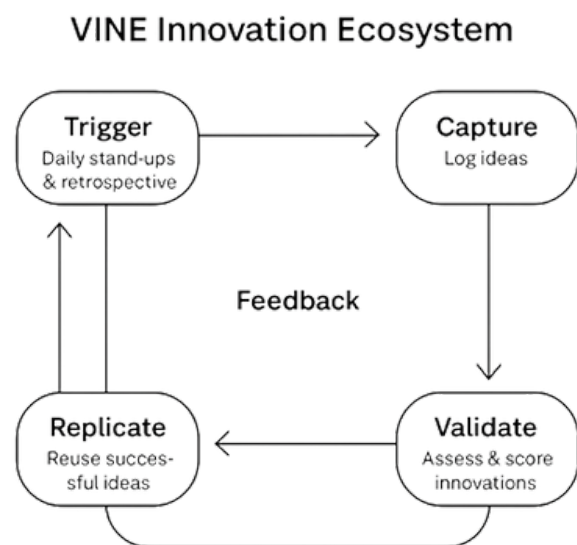 VINE Innovation Ecosystem
Trigger
Daily stand-ups
& retrospective
Capture
Log ideas
Feedback
Replicate
Reuse succes-
sful ideas
Validate
Assess & score
innovations